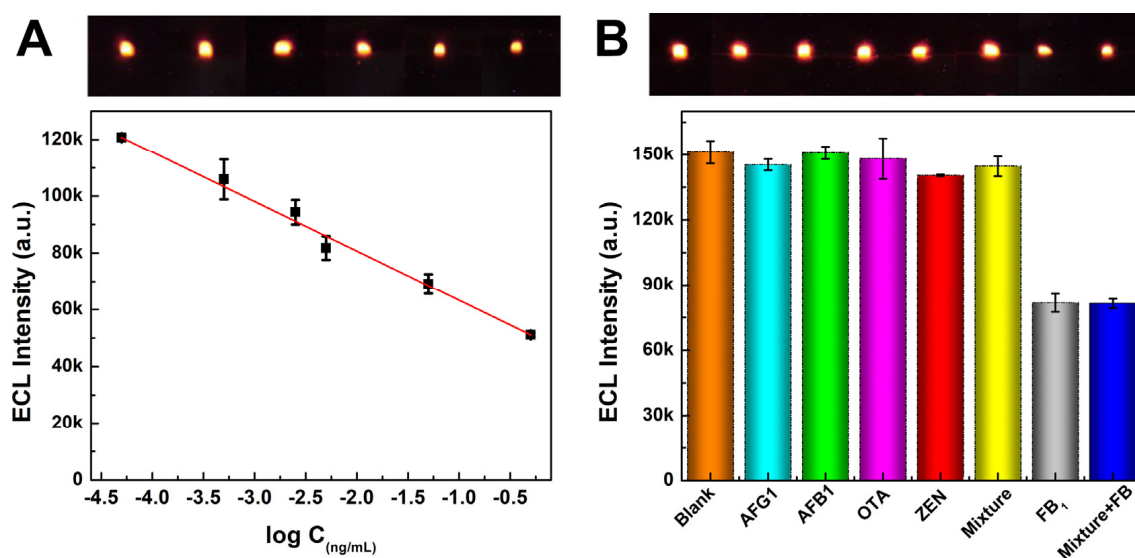 A
120k
100k
80k
60k
40k
20k
0
ECL Intensity (a.u.)
-4.5 -4.0 -3.5 -3.0 -2.5 -2.0 -1.5 -1.0 -0.5
log C(ng/mL)
B
150k
120k
90k
60k
30k
0
ECL Intensity (a.u.)
Blank AFG1 AFB1 OTA ZEN Mixture FB1 Mixture+FB